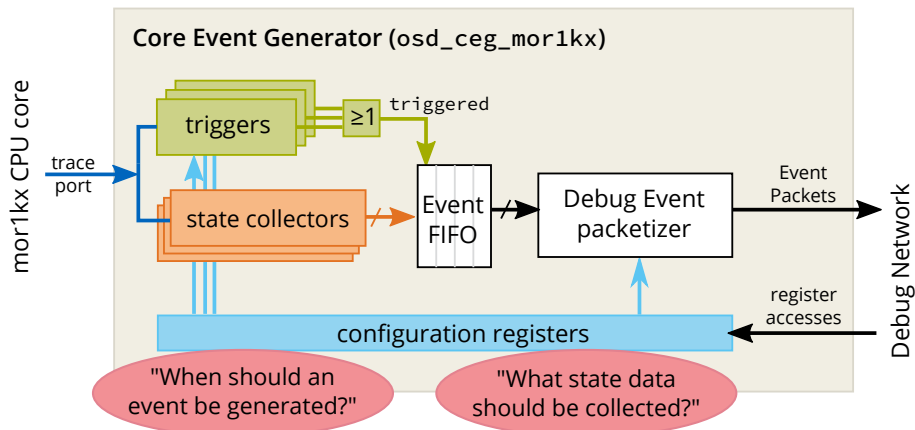 Core Event Generator (osd_ceg_mor1kx)
mor1kx CPU core
trace
port
triggers
≥1
triggered
state collectors
Event
FIFO
Debug Event
packetizer
Event
Packets
Debug Network
register
accesses
configuration registers
"When should an
event be generated?"
"What state data
should be collected?"